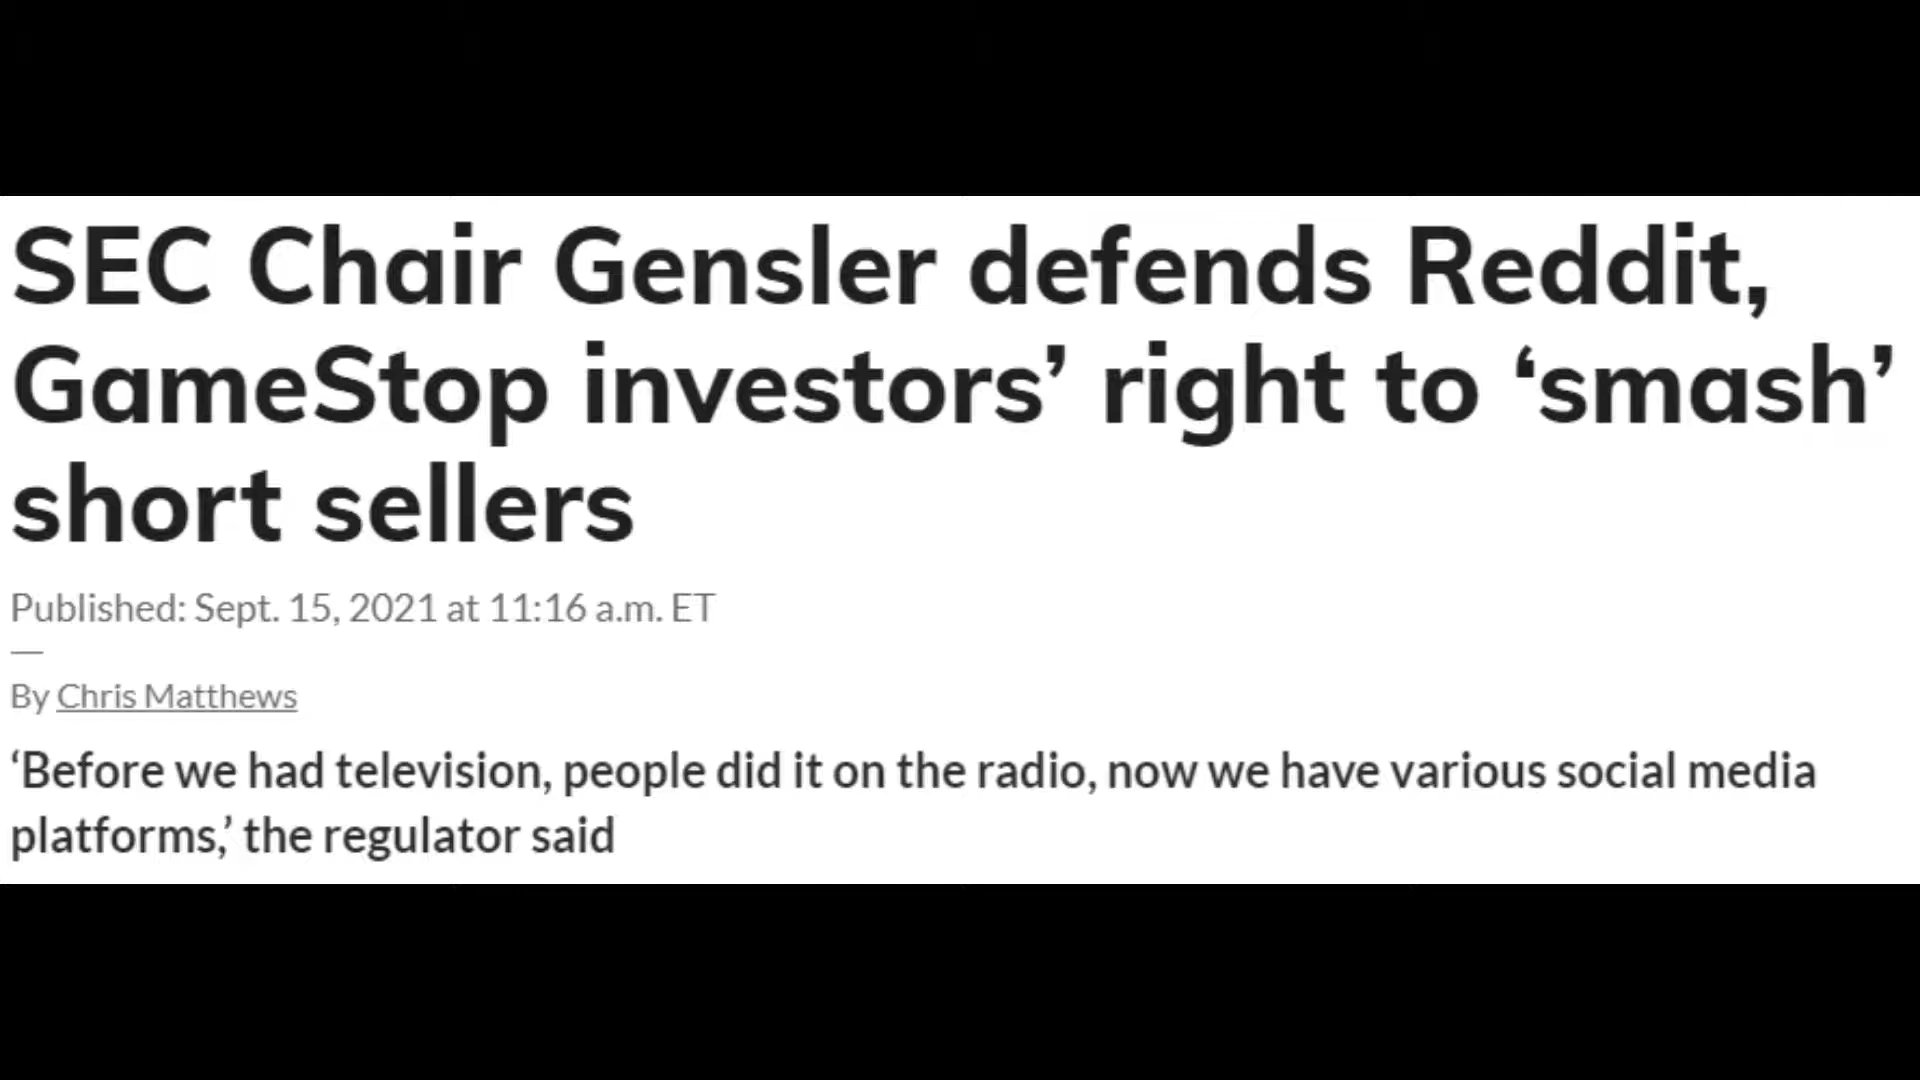 SEC Chair Gensler defends Reddit,
GameStop investors’ right to ‘smash’
short sellers
Published: Sept. 15, 2021 at 11:16 a.m. ET
—
By Chris Matthews
‘Before we had television, people did it on the radio, now we have various social media
platforms,’ the regulator said